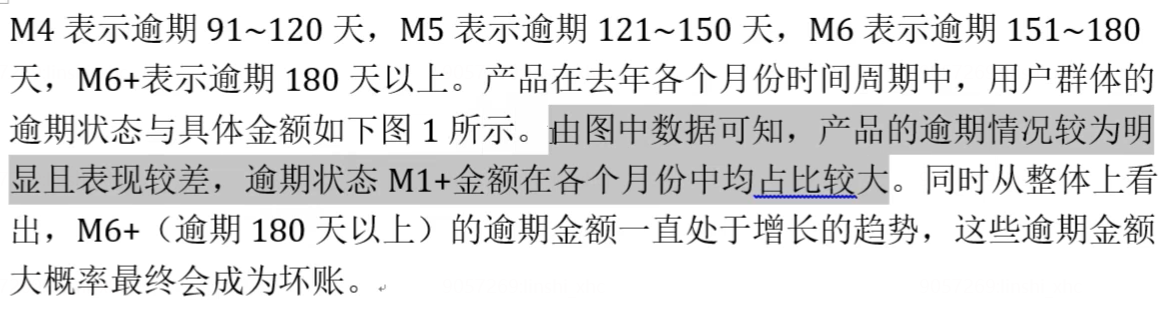 M4 表示逾期 91~120 天，M5 表示逾期 121~150 天，M6 表示逾期 151~180
天，M6+表示逾期 180 天以上。产品在去年各个月份时间周期中，用户群体的
逾期状态与具体金额如下图 1 所示。由图中数据可知，产品的逾期情况较为明
显且表现较差，逾期状态 M1+金额在各个月份中均占比较大。同时从整体上看
出，M6+（逾期 180 天以上）的逾期金额一直处于增长的趋势，这些逾期金额
大概率最终会成为坏账。